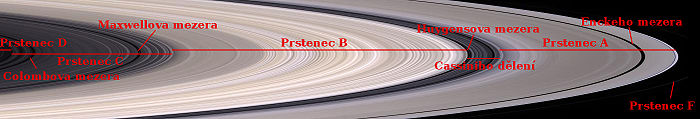 Prstenec D
Colombova mezera
Prstenec C
Maxwellova mezera
Prstenec B
Huygensova mezera
Cassiniho dělení
Prstenec A
Enckeho mezera
Prstenec F